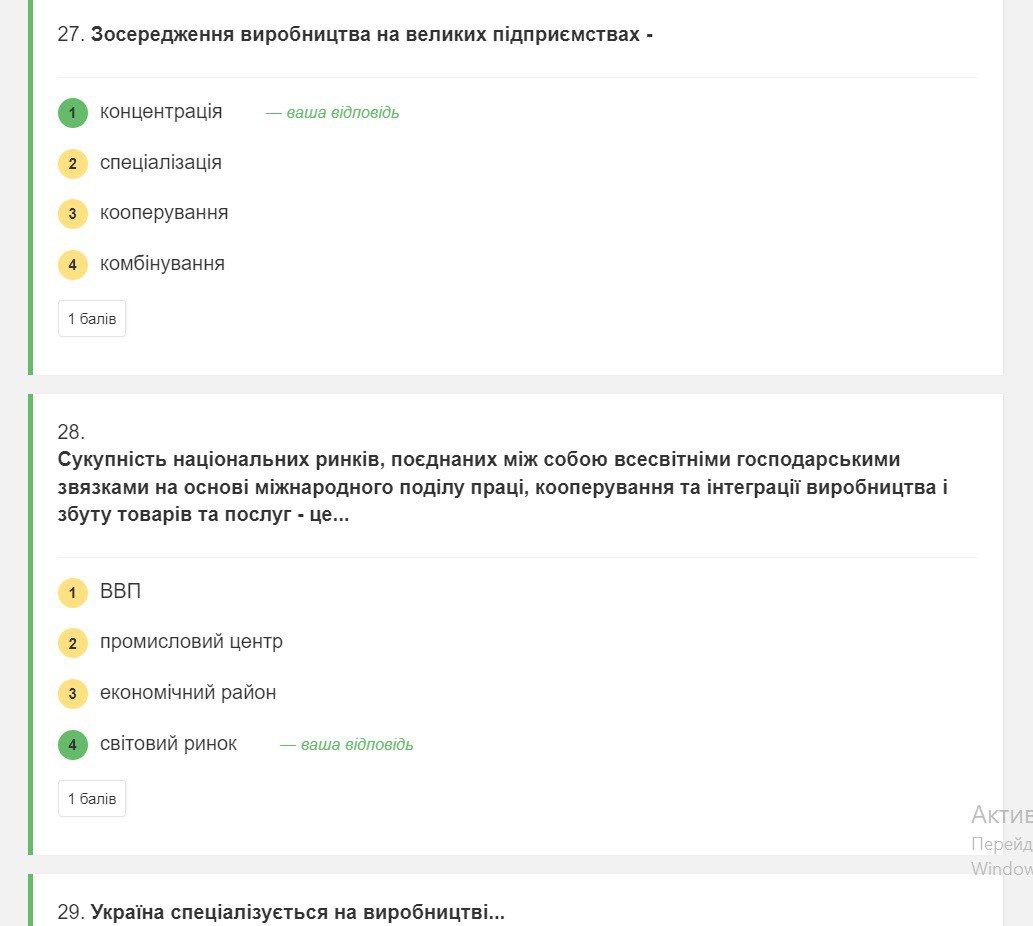 27. Зосередження виробництва на великих підприємствах -
1 концентрація — ваша відповідь
2 спеціалізація
3 кооперування
4 комбінування
1 балів
28.
Сукупність національних ринків, поєднаних між собою всесвітніми господарськими
звязками на основі міжнародного поділу праці, кооперування та інтеграції виробництва і
збуту товарів та послуг - це...
1 ВВП
2 промисловий центр
3 економічний район
4 світовий ринок — ваша відповідь
1 балів
29. Україна спеціалізується на виробництві...